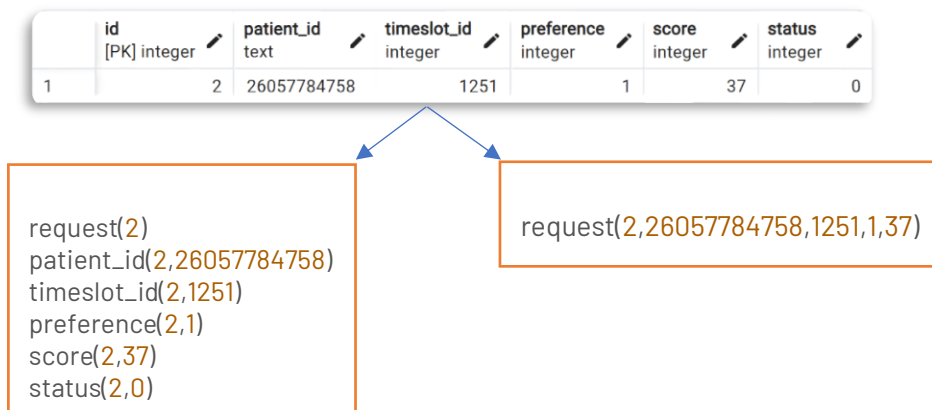 id patient_id timeslot_id preference score status
[PK] integer text integer integer integer integer
1 2 26057784758 1251 1 37 0
request(2)
patient_id(2,26057784758)
timeslot_id(2,1251)
preference(2,1)
score(2,37)
status(2,0)
request(2,26057784758,1251,1,37)